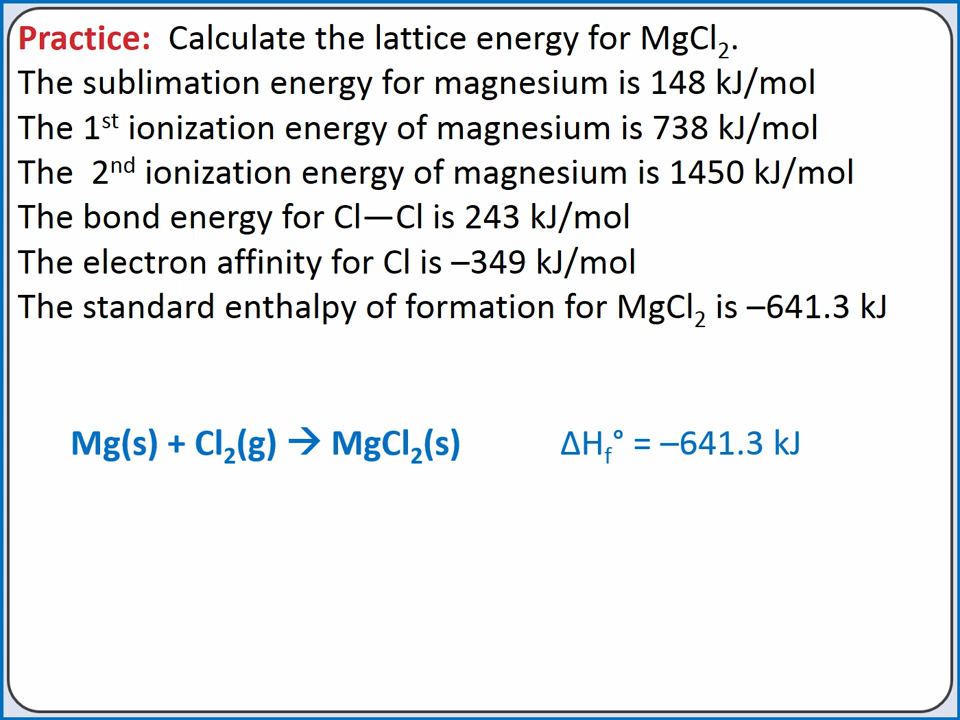 Practice: Calculate the lattice energy for MgCl₂.
The sublimation energy for magnesium is 148 kJ/mol
The 1ˢᵗ ionization energy of magnesium is 738 kJ/mol
The 2ⁿᵈ ionization energy of magnesium is 1450 kJ/mol
The bond energy for Cl—Cl is 243 kJ/mol
The electron affinity for Cl is –349 kJ/mol
The standard enthalpy of formation for MgCl₂ is –641.3 kJ
Mg(s) + Cl₂(g) → MgCl₂(s) ΔH_f° = –641.3 kJ